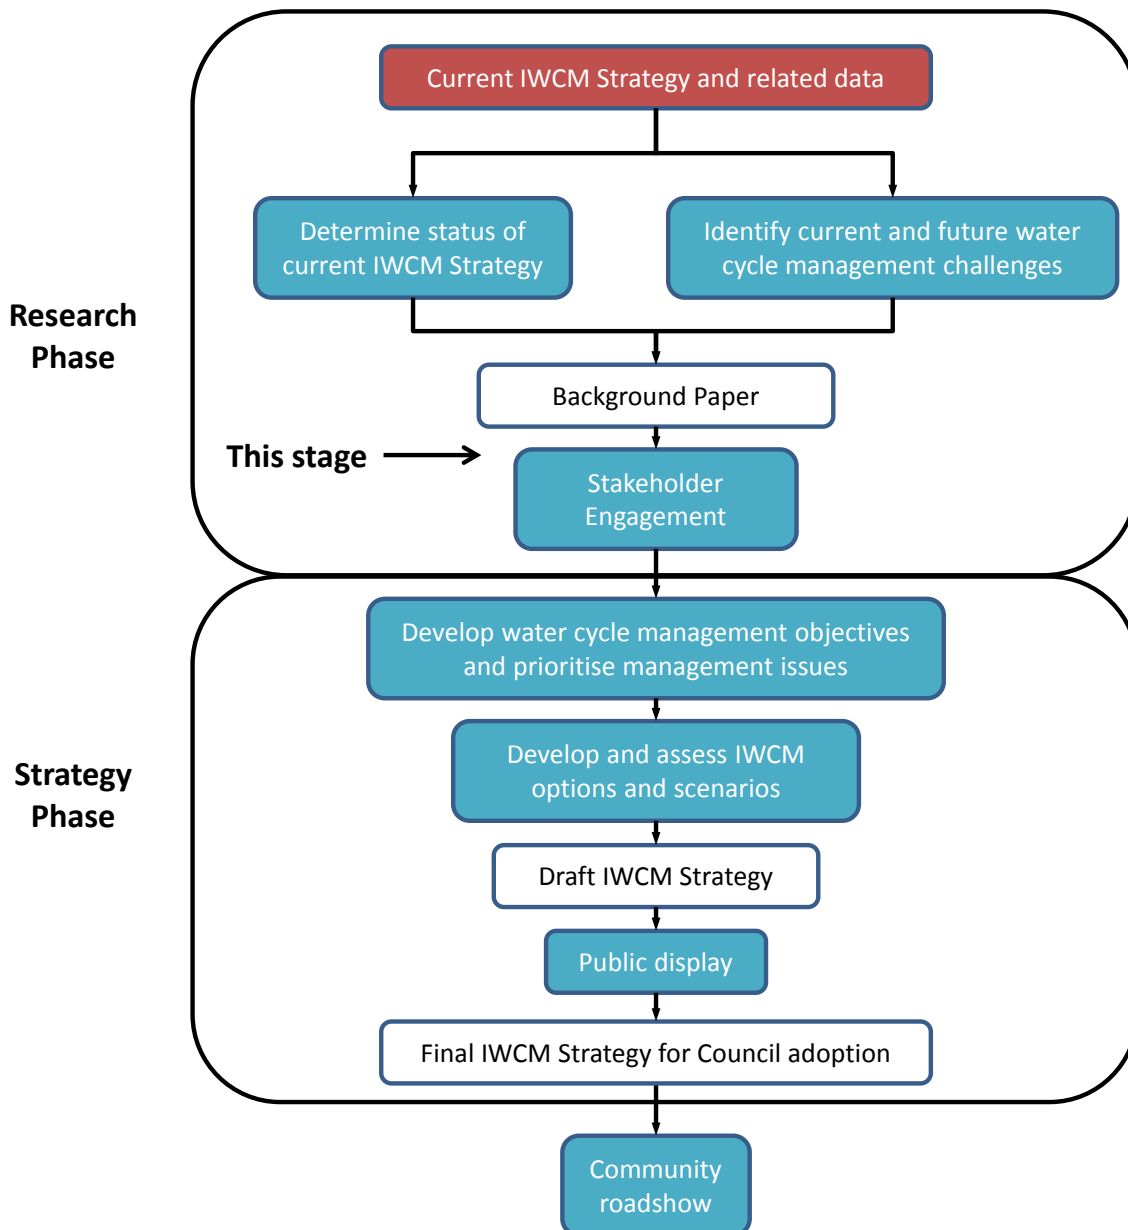 Current IWCM Strategy and related data
Determine status of
current IWCM Strategy
Identify current and future water
cycle management challenges
Research
Phase
Background Paper
This stage
Stakeholder
Engagement
Develop water cycle management objectives
and prioritise management issues
Develop and assess IWCM
options and scenarios
Strategy
Phase
Draft IWCM Strategy
Public display
Final IWCM Strategy for Council adoption
Community
roadshow